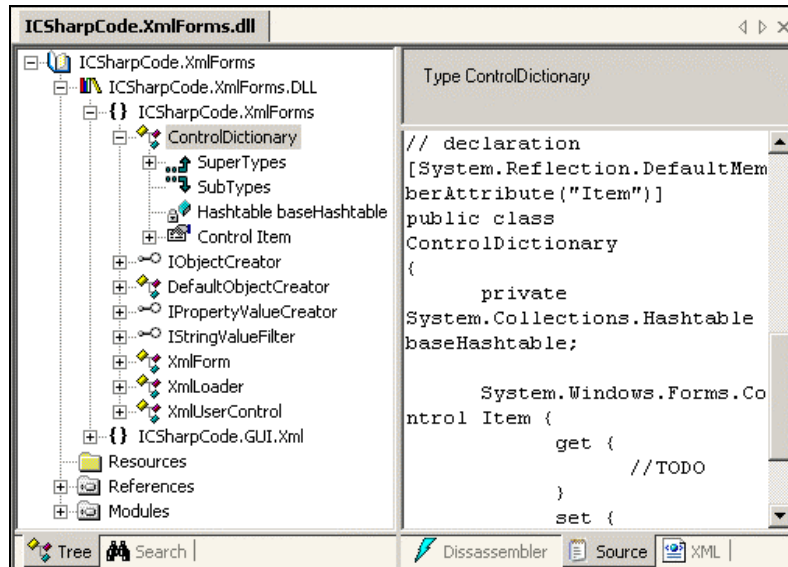 ICSharpCode.XmlForms.dll
ICSharpCode.XmlForms
ICSharpCode.XmlForms.DLL
{} ICSharpCode.XmlForms
ControlDictionary
SuperTypes
SubTypes
Hashtable baseHashtable
Control Item
IObjectCreator
DefaultObjectCreator
IPropertyValueCreator
IStringValueFilter
XmlForm
XmlLoader
XmlUserControl
{} ICSharpCode.GUI.Xml
Resources
References
Modules
Tree Search
Type ControlDictionary
// declaration
[System.Reflection.DefaultMem
berAttribute("Item")]
public class
ControlDictionary
{
private
System.Collections.Hashtable
baseHashtable;
System.Windows.Forms.Co
ntrol Item {
get {
//TODO
}
set {
Dissassembler Source XML